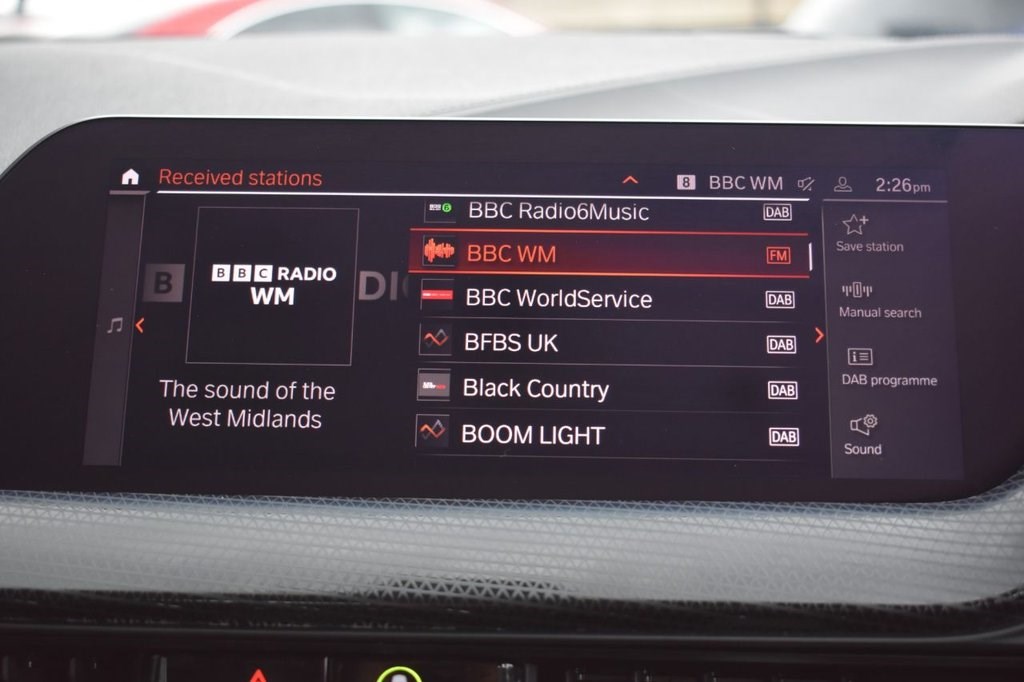 Received stations
8 BBC WM
2:26pm
BBC RADIO
WM
B
DIO
The sound of the
West Midlands
BBC Radio6Music DAB
BBC WM FM
BBC WorldService DAB
BFBS UK DAB
Black Country DAB
BOOM LIGHT DAB
Save station
Manual search
DAB programme
Sound